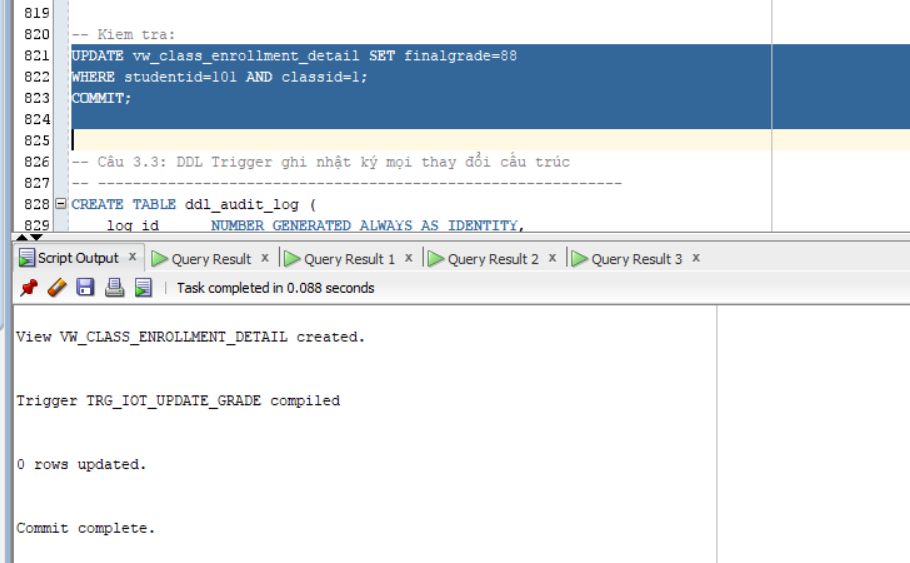 819
820 -- Kiem tra:
821 UPDATE vw_class_enrollment_detail SET finalgrade=88
822 WHERE studentid=101 AND classid=1;
823 COMMIT;
824
825
826 -- Câu 3.3: DDL Trigger ghi nhật ký mọi thay đổi cấu trúc
827 -- ------------------------------------------------------------
828 CREATE TABLE ddl_audit_log (
829 log_id NUMBER GENERATED ALWAYS AS IDENTITY,
Script Output x Query Result x Query Result 1 x Query Result 2 x Query Result 3 x
Task completed in 0.088 seconds
View VW_CLASS_ENROLLMENT_DETAIL created.
Trigger TRG_IOT_UPDATE_GRADE compiled
0 rows updated.
Commit complete.